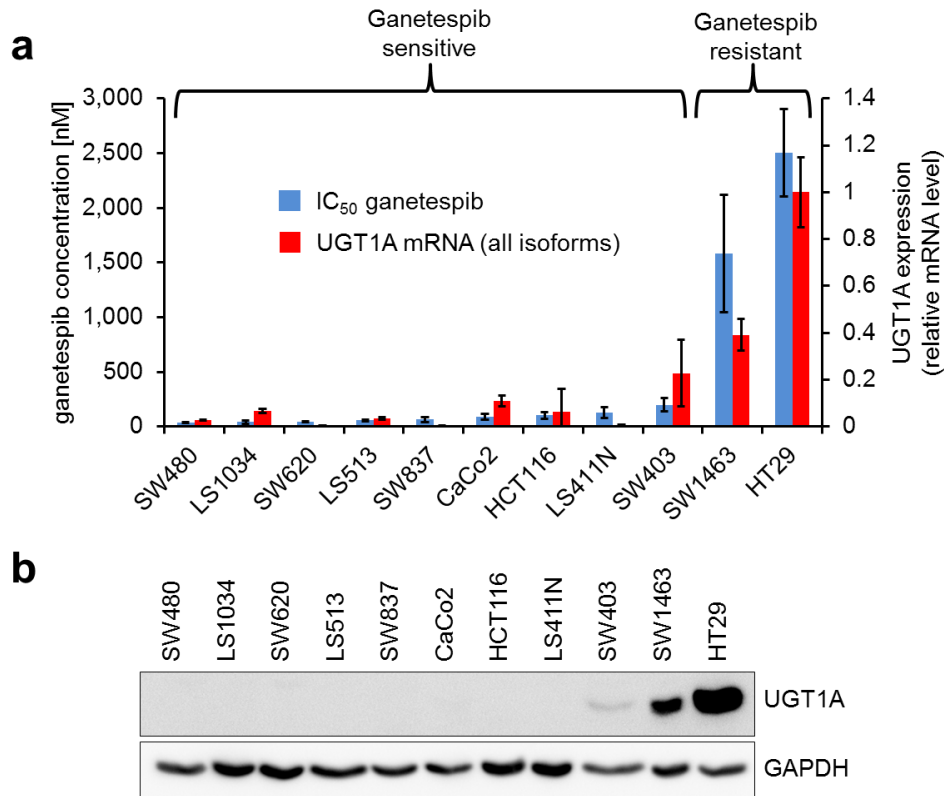 a
Ganetespib
sensitive
Ganetespib
resistant
ganetespib concentration [nM]
3,000
2,500
2,000
1,500
1,000
500
0
IC₅₀ ganetespib
UGT1A mRNA (all isoforms)
1.4
1.2
1
0.8
0.6
0.4
0.2
0
UGT1A expression
(relative mRNA level)
SW480
LS1034
SW620
LS513
SW837
CaCo2
HCT116
LS411N
SW403
SW1463
HT29
b
SW480
LS1034
SW620
LS513
SW837
CaCo2
HCT116
LS411N
SW403
SW1463
HT29
UGT1A
GAPDH